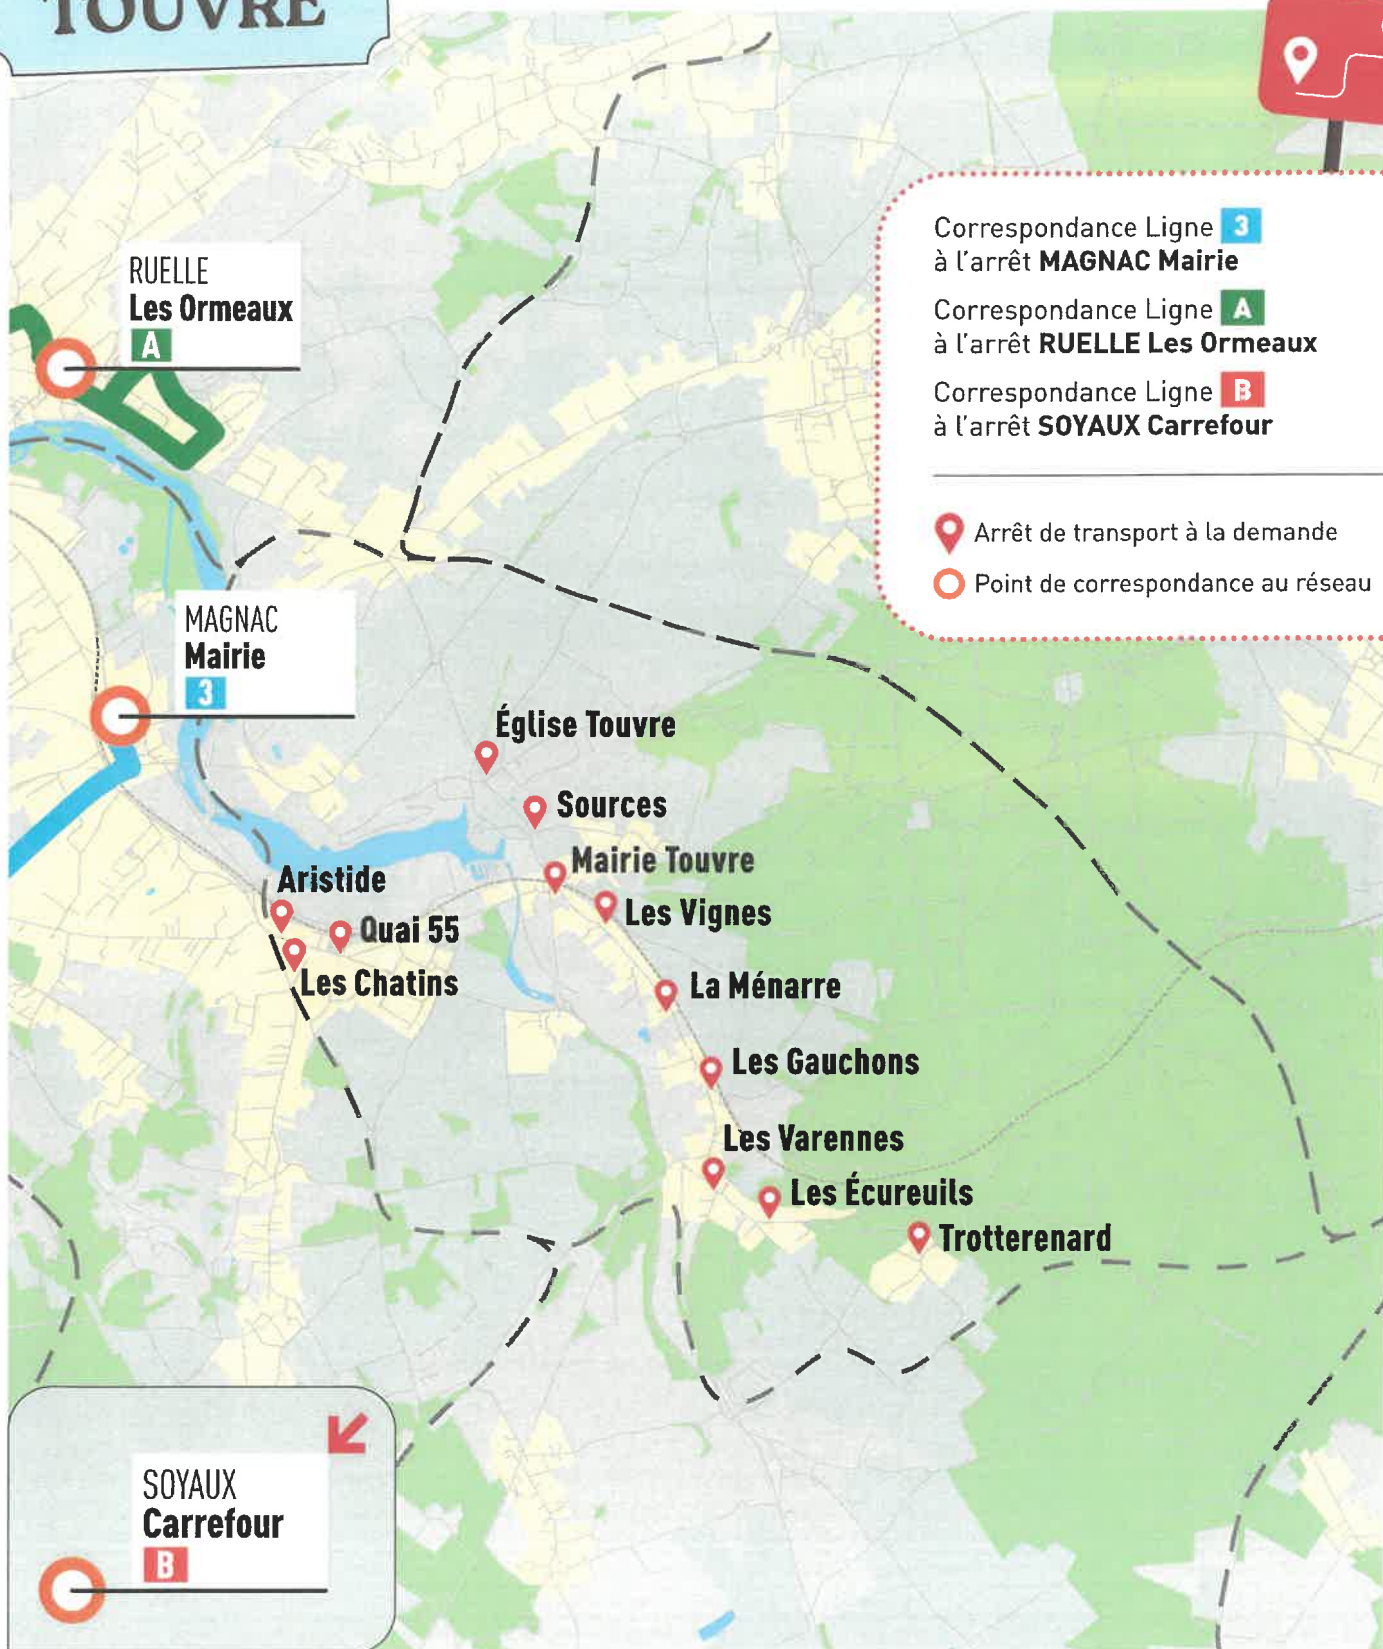 TOUVRE
RUELLE
Les Ormeaux
A
Correspondance Ligne 3
à l'arrêt MAGNAC Mairie
Correspondance Ligne A
à l'arrêt RUELLE Les Ormeaux
Correspondance Ligne B
à l'arrêt SOYAUX Carrefour
Arrêt de transport à la demande
Point de correspondance au réseau
MAGNAC
Mairie
3
Église Touvre
Sources
Mairie Touvre
Aristide
Les Vignes
Quai 55
Les Chatins
La Ménarre
Les Gauchons
Les Varennes
Les Écureuils
Trotterenard
SOYAUX
Carrefour
B